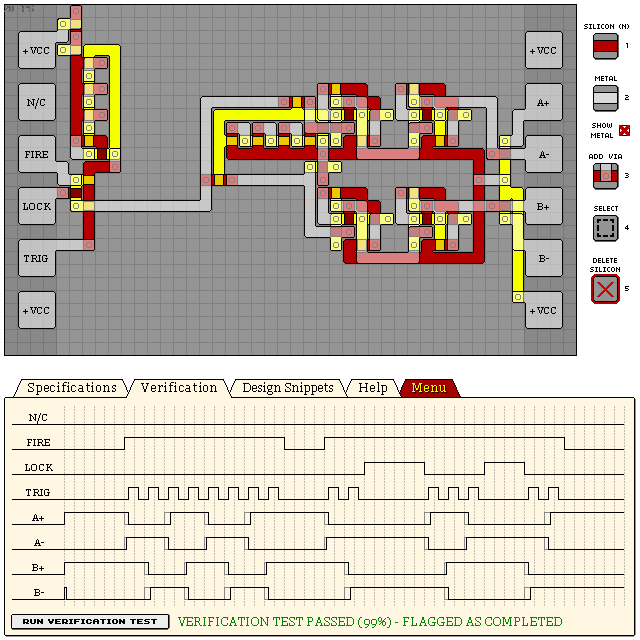 +VCC
N/C
FIRE
LOCK
TRIG
+VCC
+VCC
A+
A-
B+
B-
+VCC
SILICON (N)
1
METAL
2
SHOW
METAL
ADD VIA
3
SELECT
4
DELETE
SILICON
5
Specifications
Verification
Design Snippets
Help
Menu
N/C
FIRE
LOCK
TRIG
A+
A-
B+
B-
RUN VERIFICATION TEST
VERIFICATION TEST PASSED (99%) - FLAGGED AS COMPLETED